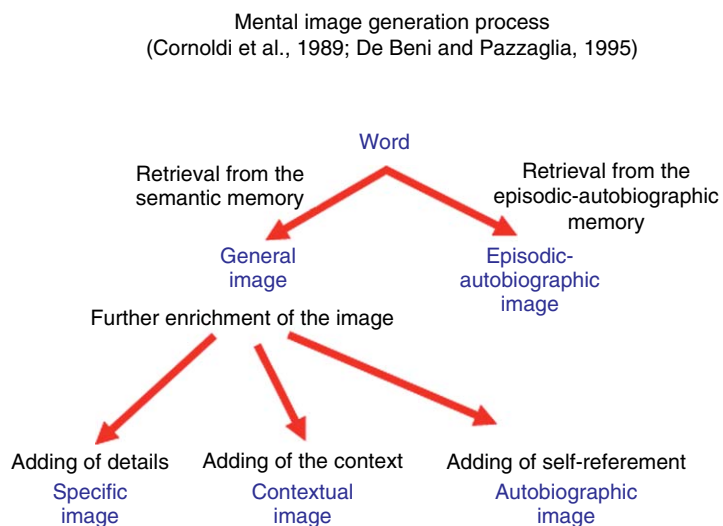 Mental image generation process
(Cornoldi et al., 1989; De Beni and Pazzaglia, 1995)
Word
Retrieval from the
semantic memory
Retrieval from the
episodic-autobiographic
memory
General
image
Episodic-
autobiographic
image
Further enrichment of the image
Adding of details
Specific
image
Adding of the context
Contextual
image
Adding of self-referement
Autobiographic
image